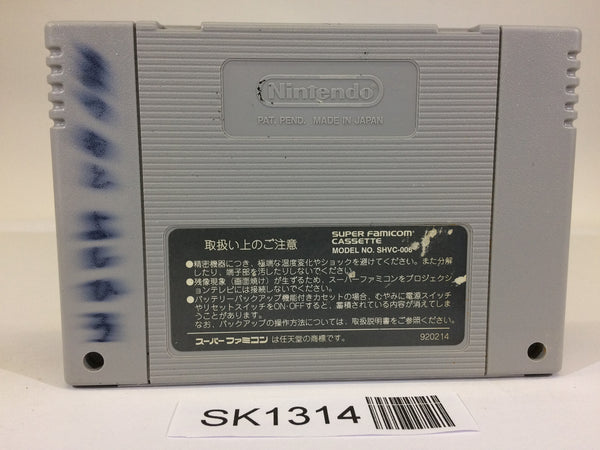 Nintendo
PAT. PEND. MADE IN JAPAN
取扱い上のご注意
SUPER FAMICOM
CASSETTE
MODEL NO. SHVC-006
●精密機器につき、極端な温度変化やショックを避けてください。また分解
したり、端子部を汚したりしないでください。
●残像現象（画面焼け）が生ずるため、スーパーファミコンをプロジェクシ
ョンテレビには接続しないでください。
●バッテリーバックアップ機能付きカセットの場合、むやみに電源スイッチ
やリセットスイッチをON・OFFすると、蓄積されている内容が消えてしま
うことがあります。
なお、バックアップの操作方法については、取扱説明書をご参照ください。
スーパーファミコン は任天堂の商標です。
920214
SK1314